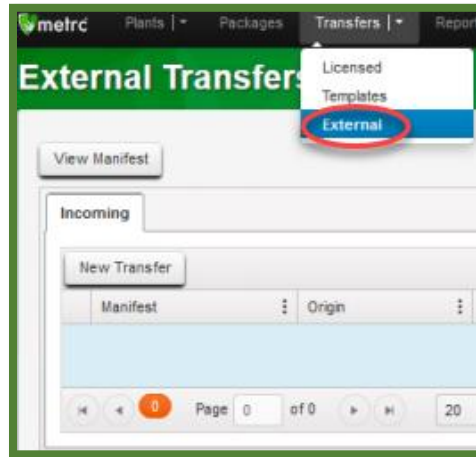 metrc Plants | Packages Transfers | Repor
External Transfers
Licensed
Templates
External
View Manifest
Incoming
New Transfer
Manifest Origin
0 Page 0 of 0 20